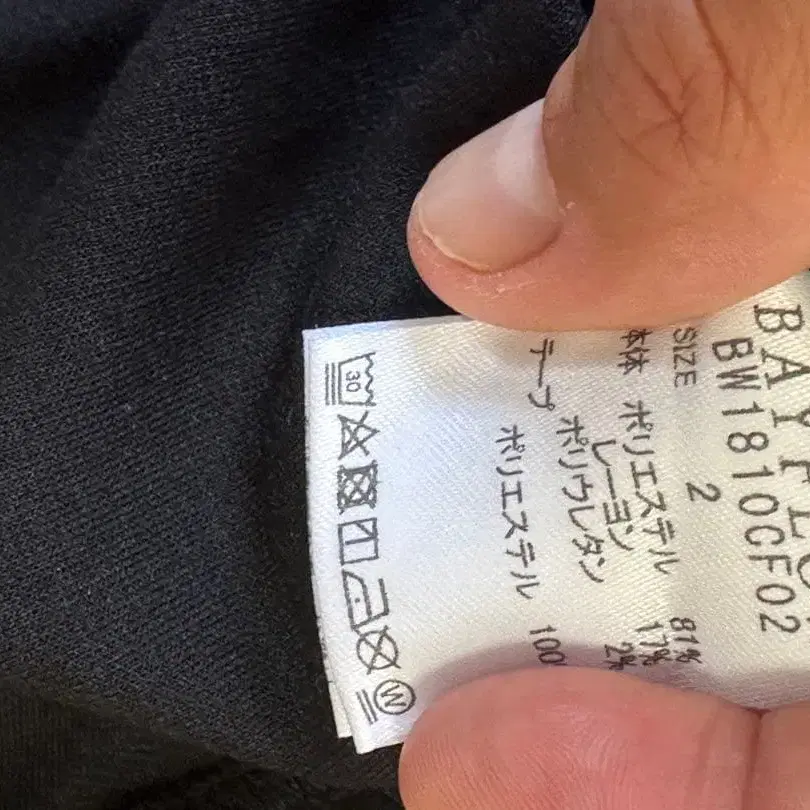 BW1810CF02
SIZE 2
本体 ポリエステル 81%
レーヨン 17%
ポリウレタン 2%
テープ ポリエステル 100
30 W